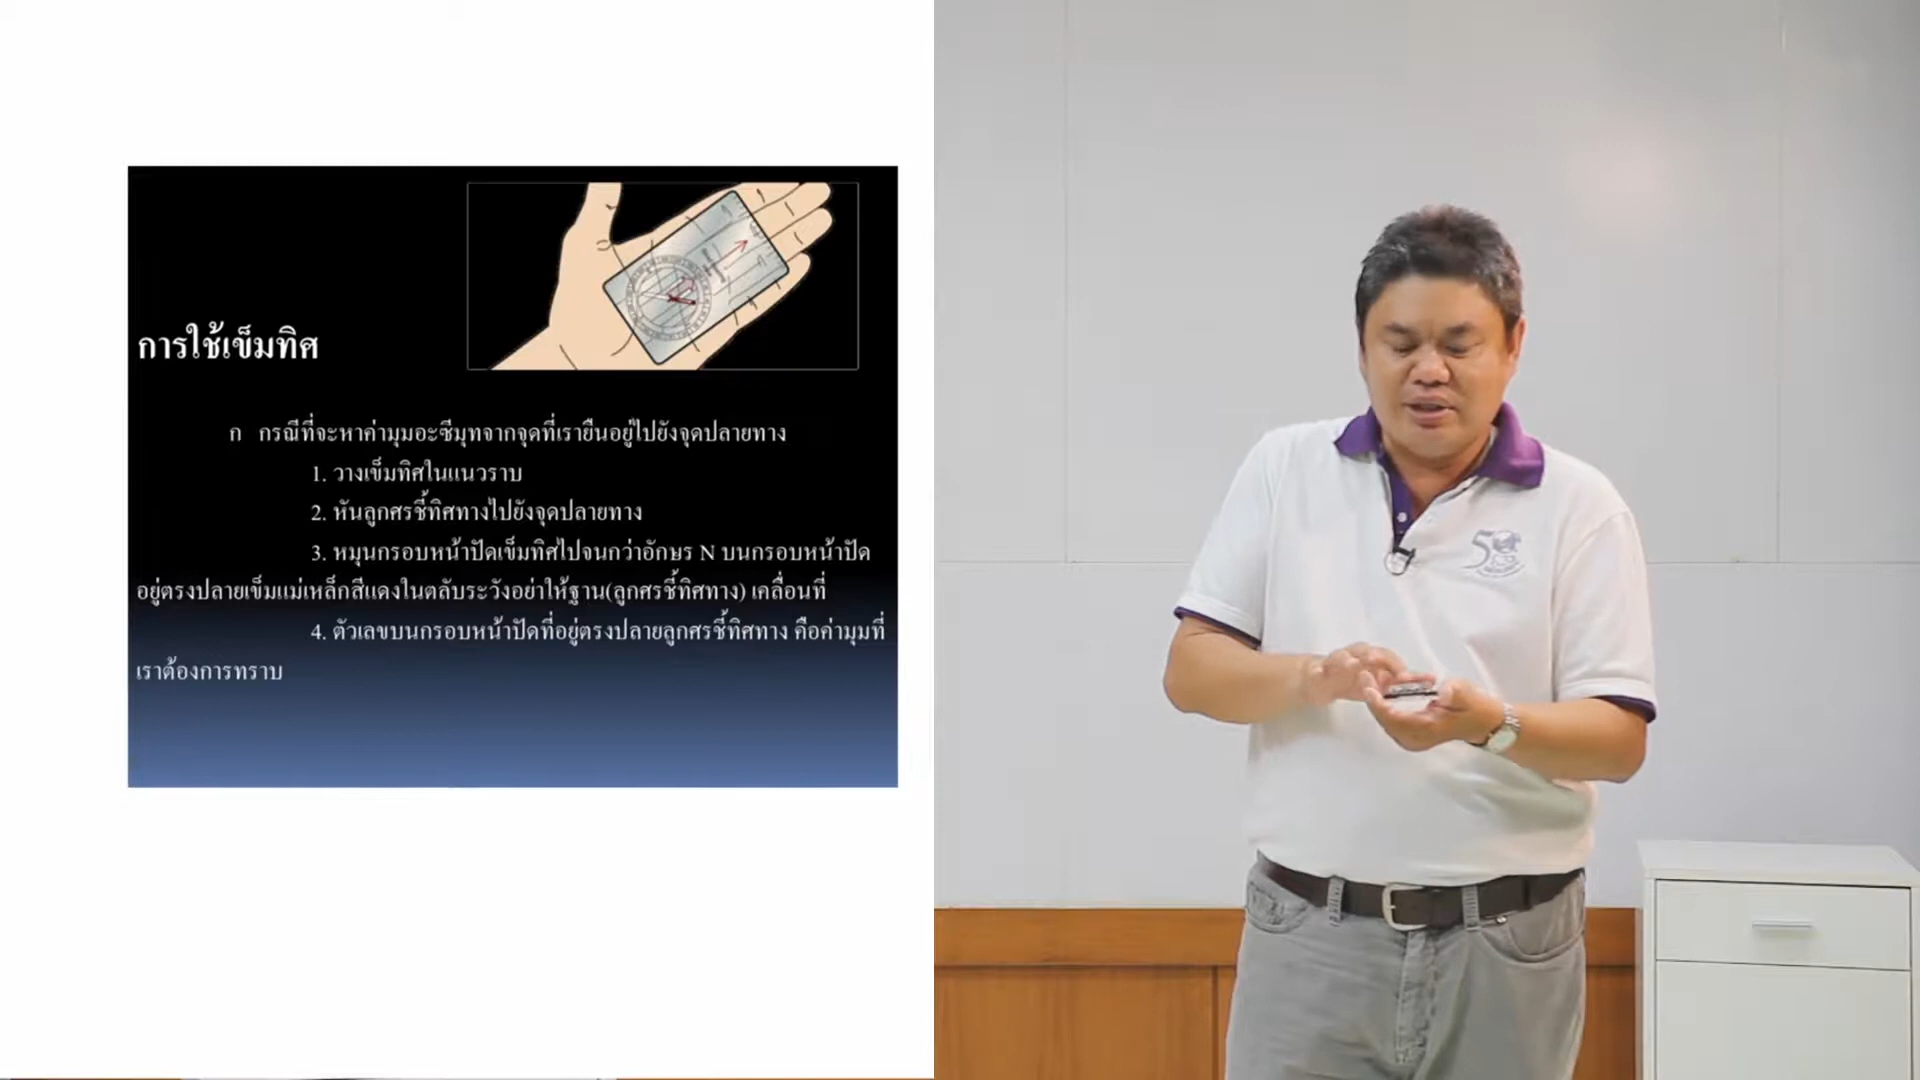 การใช้เข็มทิศ
ก กรณีที่จะหาค่ามุมอะซีมุทจากจุดที่เรายืนอยู่ไปยังจุดปลายทาง
1. วางเข็มทิศในแนวราบ
2. หันลูกศรชี้ทิศทางไปยังจุดปลายทาง
3. หมุนกรอบหน้าปัดเข็มทิศไปจนกว่าอักษร N บนกรอบหน้าปัด
อยู่ตรงปลายเข็มแม่เหล็กสีแดงในตลับระวังอย่าให้ฐาน(ลูกศรชี้ทิศทาง) เคลื่อนที่
4. ตัวเลขบนกรอบหน้าปัดที่อยู่ตรงปลายลูกศรชี้ทิศทาง คือค่ามุมที่
เราต้องการทราบ
50